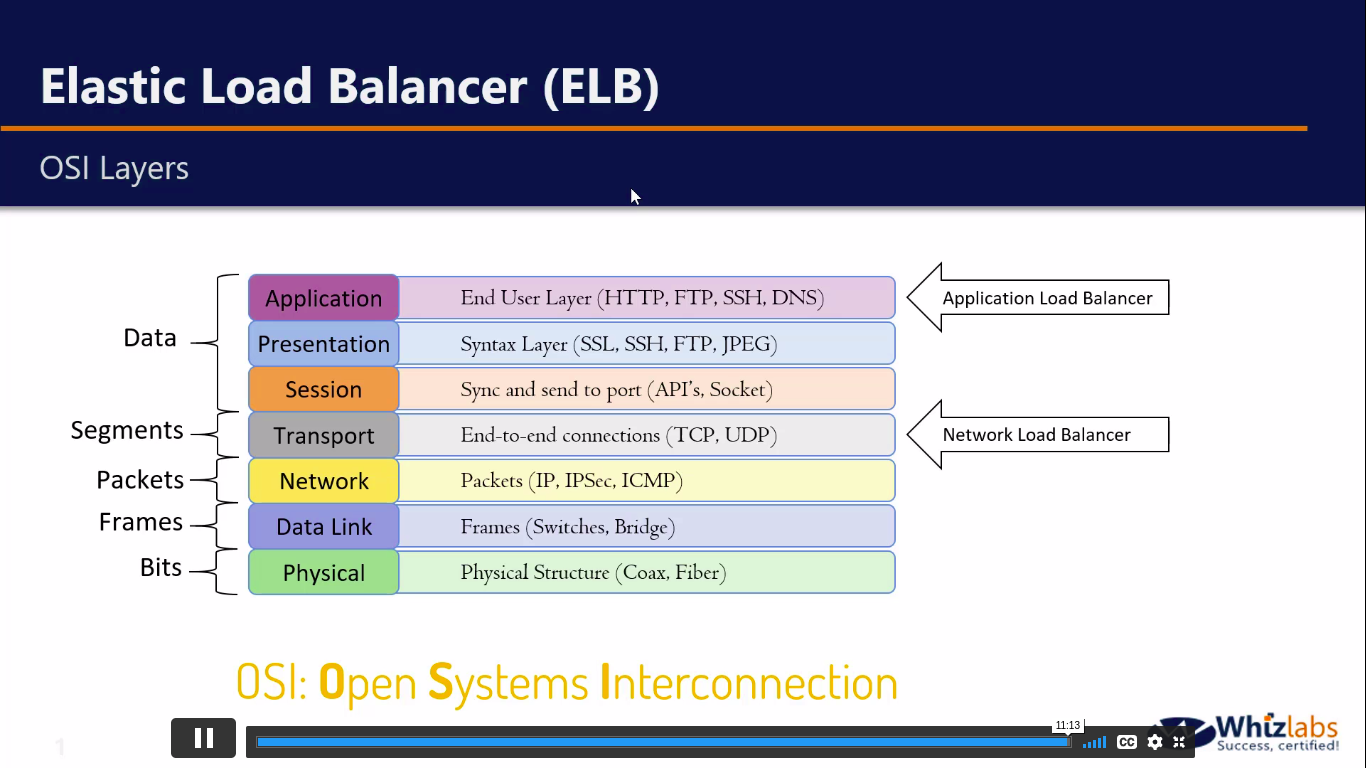 Elastic Load Balancer (ELB)
OSI Layers
Data
Segments
Packets
Frames
Bits
Application End User Layer (HTTP, FTP, SSH, DNS)
Presentation Syntax Layer (SSL, SSH, FTP, JPEG)
Session Sync and send to port (API's, Socket)
Transport End-to-end connections (TCP, UDP)
Network Packets (IP, IPSec, ICMP)
Data Link Frames (Switches, Bridge)
Physical Physical Structure (Coax, Fiber)
Application Load Balancer
Network Load Balancer
OSI: Open Systems Interconnection
1
11:13
CC
Whizlabs
Success, certified!